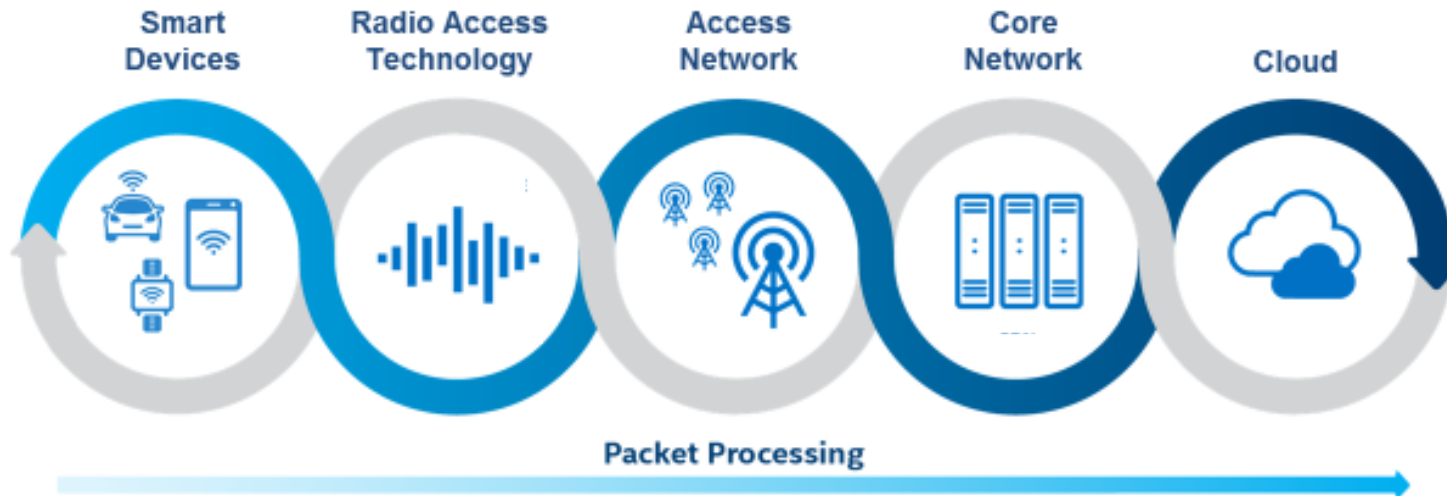 Smart
Devices
Radio Access
Technology
Access
Network
Core
Network
Cloud
Packet Processing